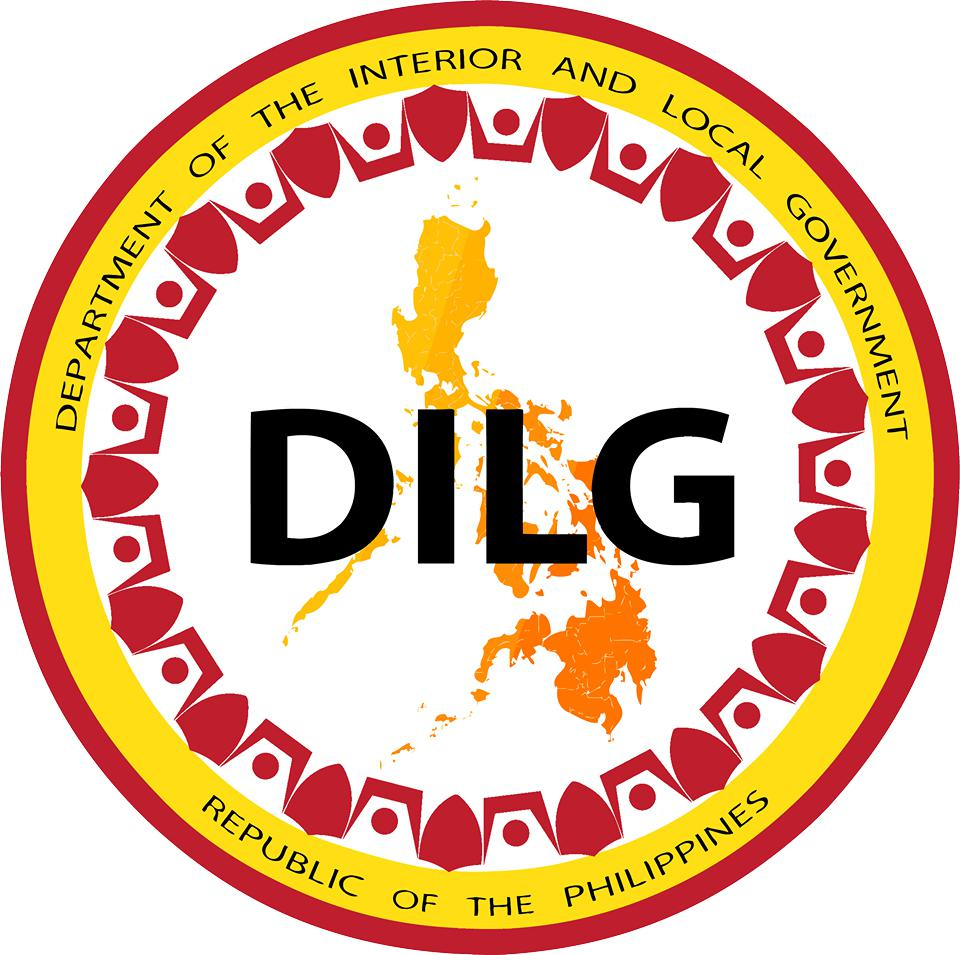 DEPARTMENT OF THE INTERIOR AND LOCAL GOVERNMENT
DILG
REPUBLIC OF THE PHILIPPINES